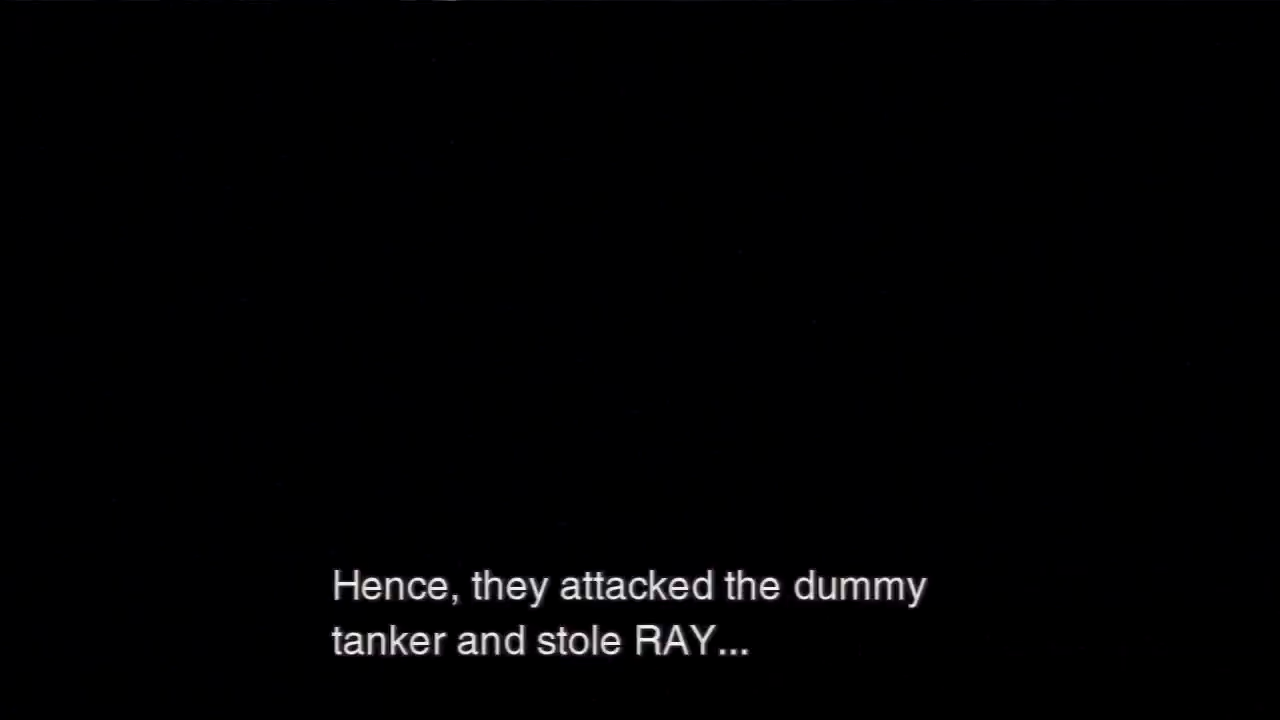 Hence, they attacked the dummy
tanker and stole RAY...